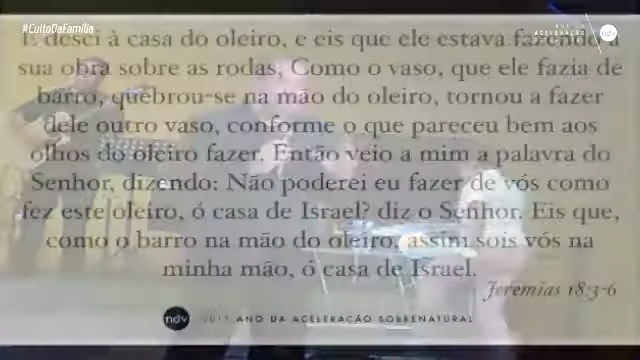 #CultoDaFamília
ACELERAÇÃO
ndv
E desci à casa do oleiro, e eis que ele estava fazendo a
sua obra sobre as rodas; Como o vaso, que ele fazia de
barro, quebrou-se na mão do oleiro, tornou a fazer
dele outro vaso, conforme o que pareceu bem aos
olhos do oleiro fazer. Então veio a mim a palavra do
Senhor, dizendo: Não poderei eu fazer de vós como
fez este oleiro, ó casa de Israel? diz o Senhor. Eis que,
como o barro na mão do oleiro, assim sois vós na
minha mão, ó casa de Israel.
Jeremias 18:3-6
ndv ANO DA ACELERAÇÃO SOBRENATURAL